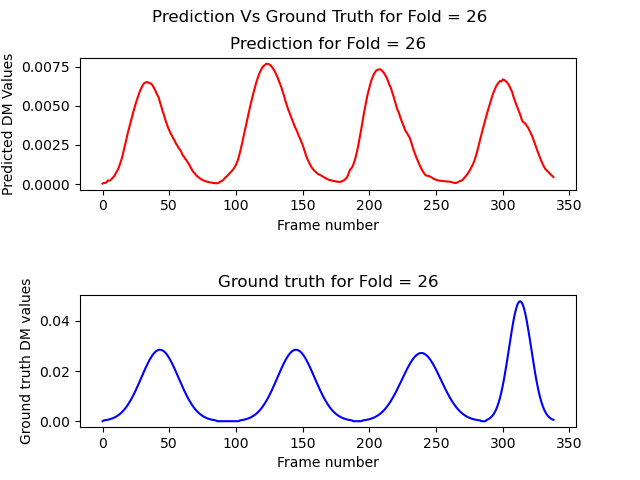 Prediction Vs Ground Truth for Fold = 26
Prediction for Fold = 26
Predicted DM Values
0.0075
0.0050
0.0025
0.0000
0 50 100 150 200 250 300 350
Frame number
Ground truth for Fold = 26
Ground truth DM values
0.04
0.02
0.00
0 50 100 150 200 250 300 350
Frame number